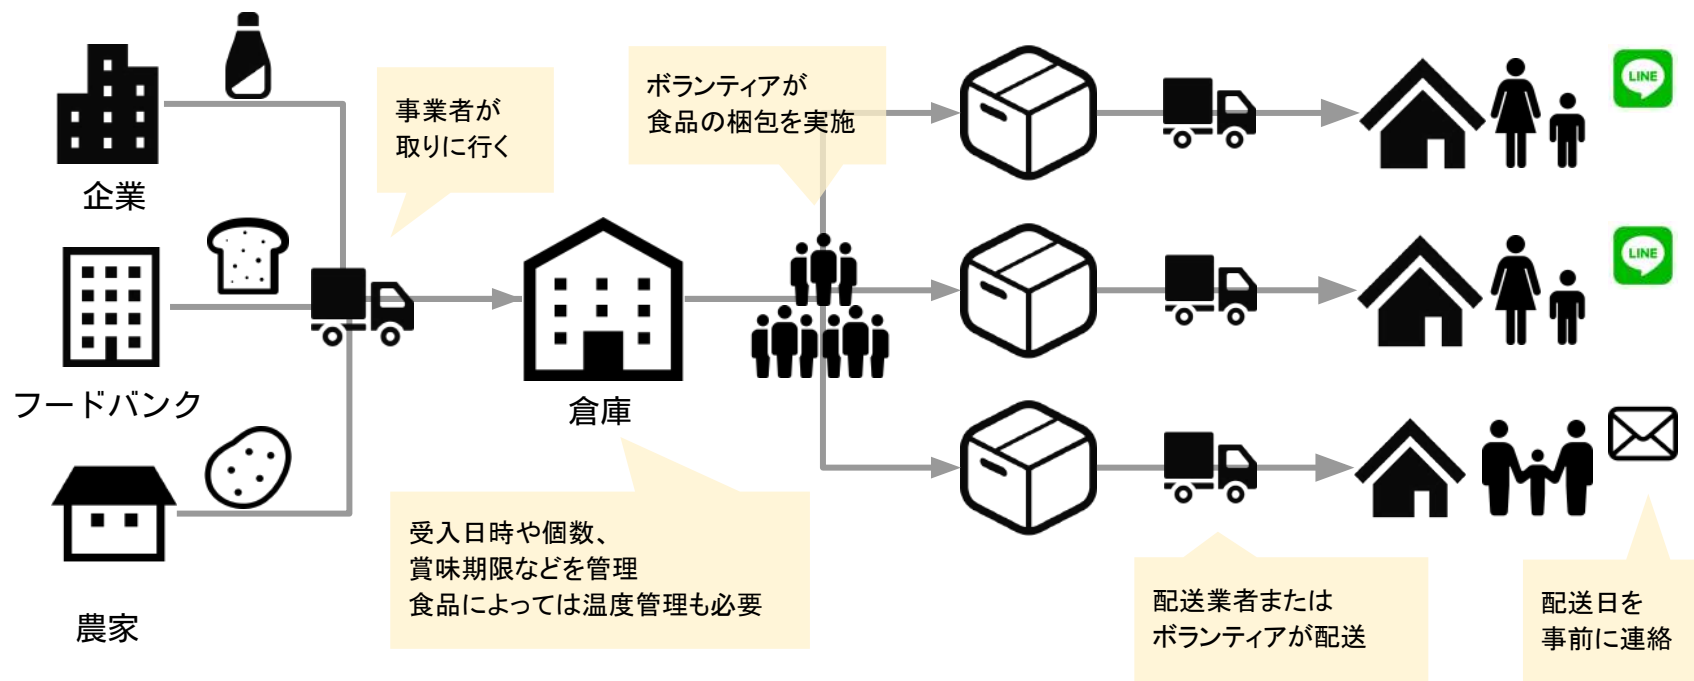 企業
フードバンク
農家
事業者が
取りに行く
倉庫
受入日時や個数、
賞味期限などを管理
食品によっては温度管理も必要
ボランティアが
食品の梱包を実施
配送業者または
ボランティアが配送
LINE
LINE
配送日を
事前に連絡